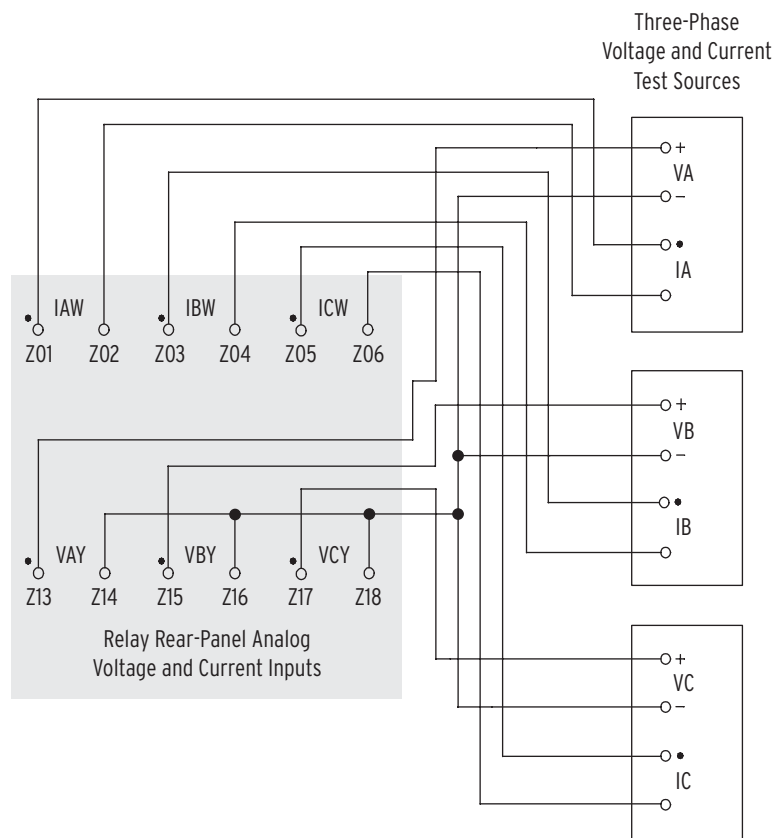 Three-Phase
Voltage and Current
Test Sources
+
VA
−
IA
IAW
IBW
ICW
Z01
Z02
Z03
Z04
Z05
Z06
+
VB
−
IB
VAY
VBY
VCY
Z13
Z14
Z15
Z16
Z17
Z18
Relay Rear-Panel Analog
Voltage and Current Inputs
+
VC
−
IC